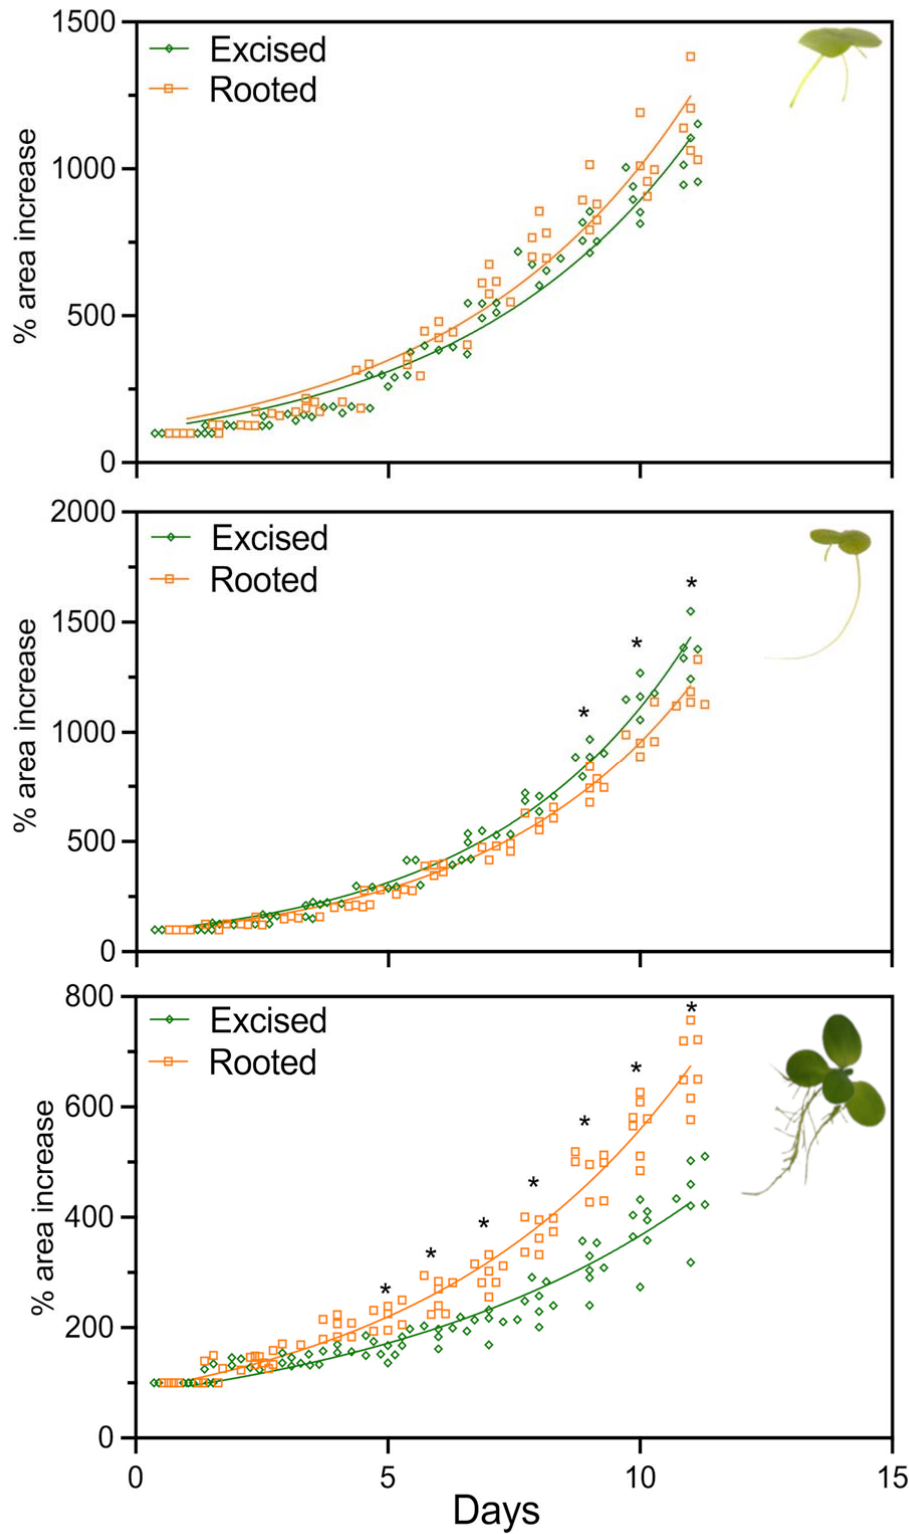 1500
Excised
Rooted
1000
500
0
% area increase
2000
Excised
Rooted
*
*
*
1500
1000
500
0
% area increase
800
Excised
Rooted
*
*
*
*
*
*
*
600
400
200
0
% area increase
0 5 10 15
Days